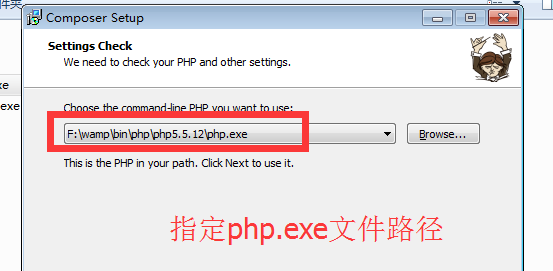 件夹
Composer Setup
Settings Check
We need to check your PHP and other settings.
xe
exe
Choose the command-line PHP you want to use:
F:\wamp\bin\php\php5.5.12\php.exe
Browse...
This is the PHP in your path. Click Next to use it.
指定php.exe文件路径